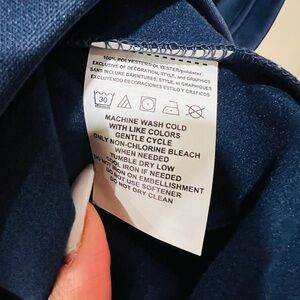 100% POLYESTER/POLYESTER/poliéster
EXCLUSIVE OF DECORATION, STYLE, and GRAPHICS
SANS INCLURE GARNITURES, STYLE, et GRAPHIQUES
EXCLUYENDO DECORACIONES ESTILO Y GRAFICOS
30
MACHINE WASH COLD
WITH LIKE COLORS
GENTLE CYCLE
ONLY NON-CHLORINE BLEACH
WHEN NEEDED
TUMBLE DRY LOW
COOL IRON IF NEEDED
DO NOT IRON ON EMBELLISHMENT
DO NOT USE SOFTENER
DO NOT DRY CLEAN